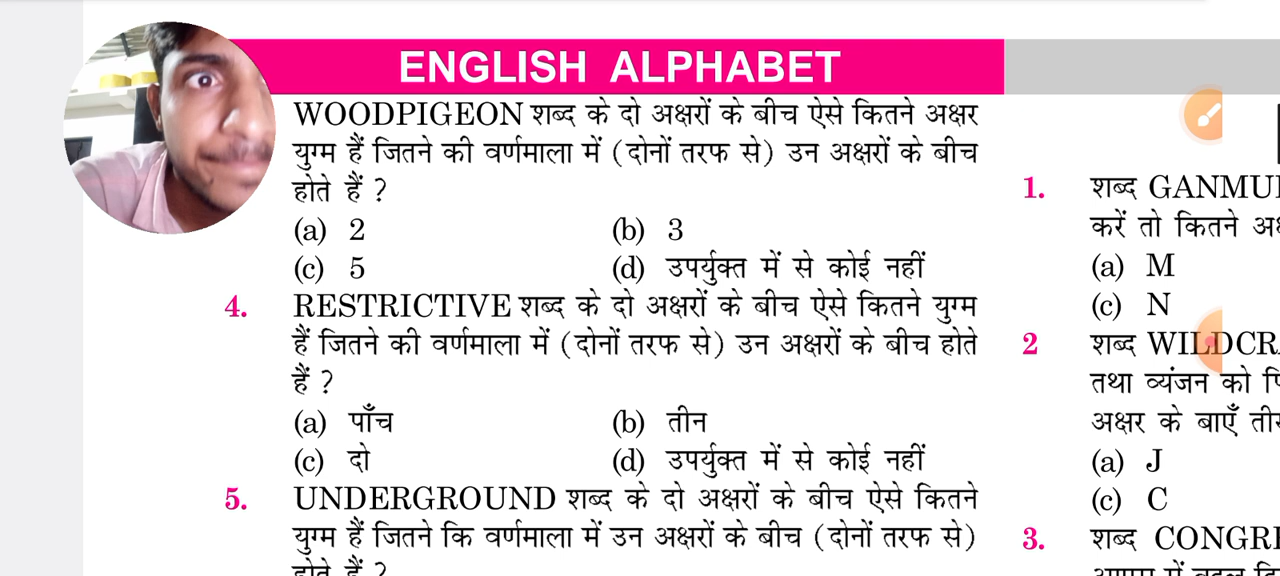 ENGLISH ALPHABET
WOODPIGEON शब्द के दो अक्षरों के बीच ऐसे कितने अक्षर
युग्म हैं जितने की वर्णमाला में (दोनों तरफ से) उन अक्षरों के बीच
होते हैं ?
(a) 2 (b) 3
(c) 5 (d) उपर्युक्त में से कोई नहीं
4. RESTRICTIVE शब्द के दो अक्षरों के बीच ऐसे कितने युग्म
हैं जितने की वर्णमाला में (दोनों तरफ से) उन अक्षरों के बीच होते
हैं ?
(a) पाँच (b) तीन
(c) दो (d) उपर्युक्त में से कोई नहीं
5. UNDERGROUND शब्द के दो अक्षरों के बीच ऐसे कितने
युग्म हैं जितने कि वर्णमाला में उन अक्षरों के बीच (दोनों तरफ से)
होते हैं ?
1. शब्द GANMU
करें तो कितने
(a) M
(c) N
2 शब्द WILDCR
तथा व्यंजन को
अक्षर के बाएँ
(a) J
(c) C
3. शब्द CONGR